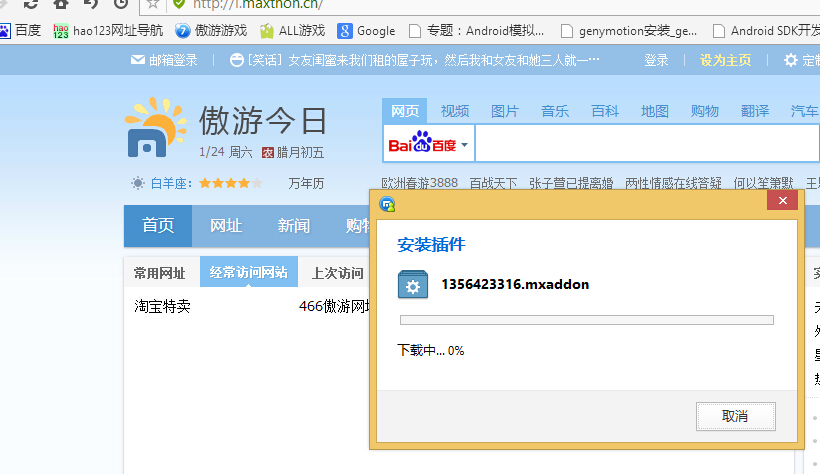 http://i.maxthon.cn/
百度 hao123网址导航 傲游游戏 ALL游戏 Google 专题：Android模拟... genymotion安装_ge... Android SDK开发
邮箱登录 [笑话] 女友闺蜜来我们租的屋子玩，然后我和女友和她三人就一… 登录 设为主页 定制
傲游今日
1/24 周六 农 腊月初五
网页 视频 图片 音乐 百科 地图 购物 翻译 汽车
Bai du 百度
白羊座： 万年历
欧洲春游3888 百战天下 张子萱已提离婚 两性情感在线答疑 何以笙箫默
首页 网址 新闻 购物
常用网址 经常访问网站 上次访问
淘宝特卖 466傲游网址
安装插件
1356423316.mxaddon
下载中... 0%
取消